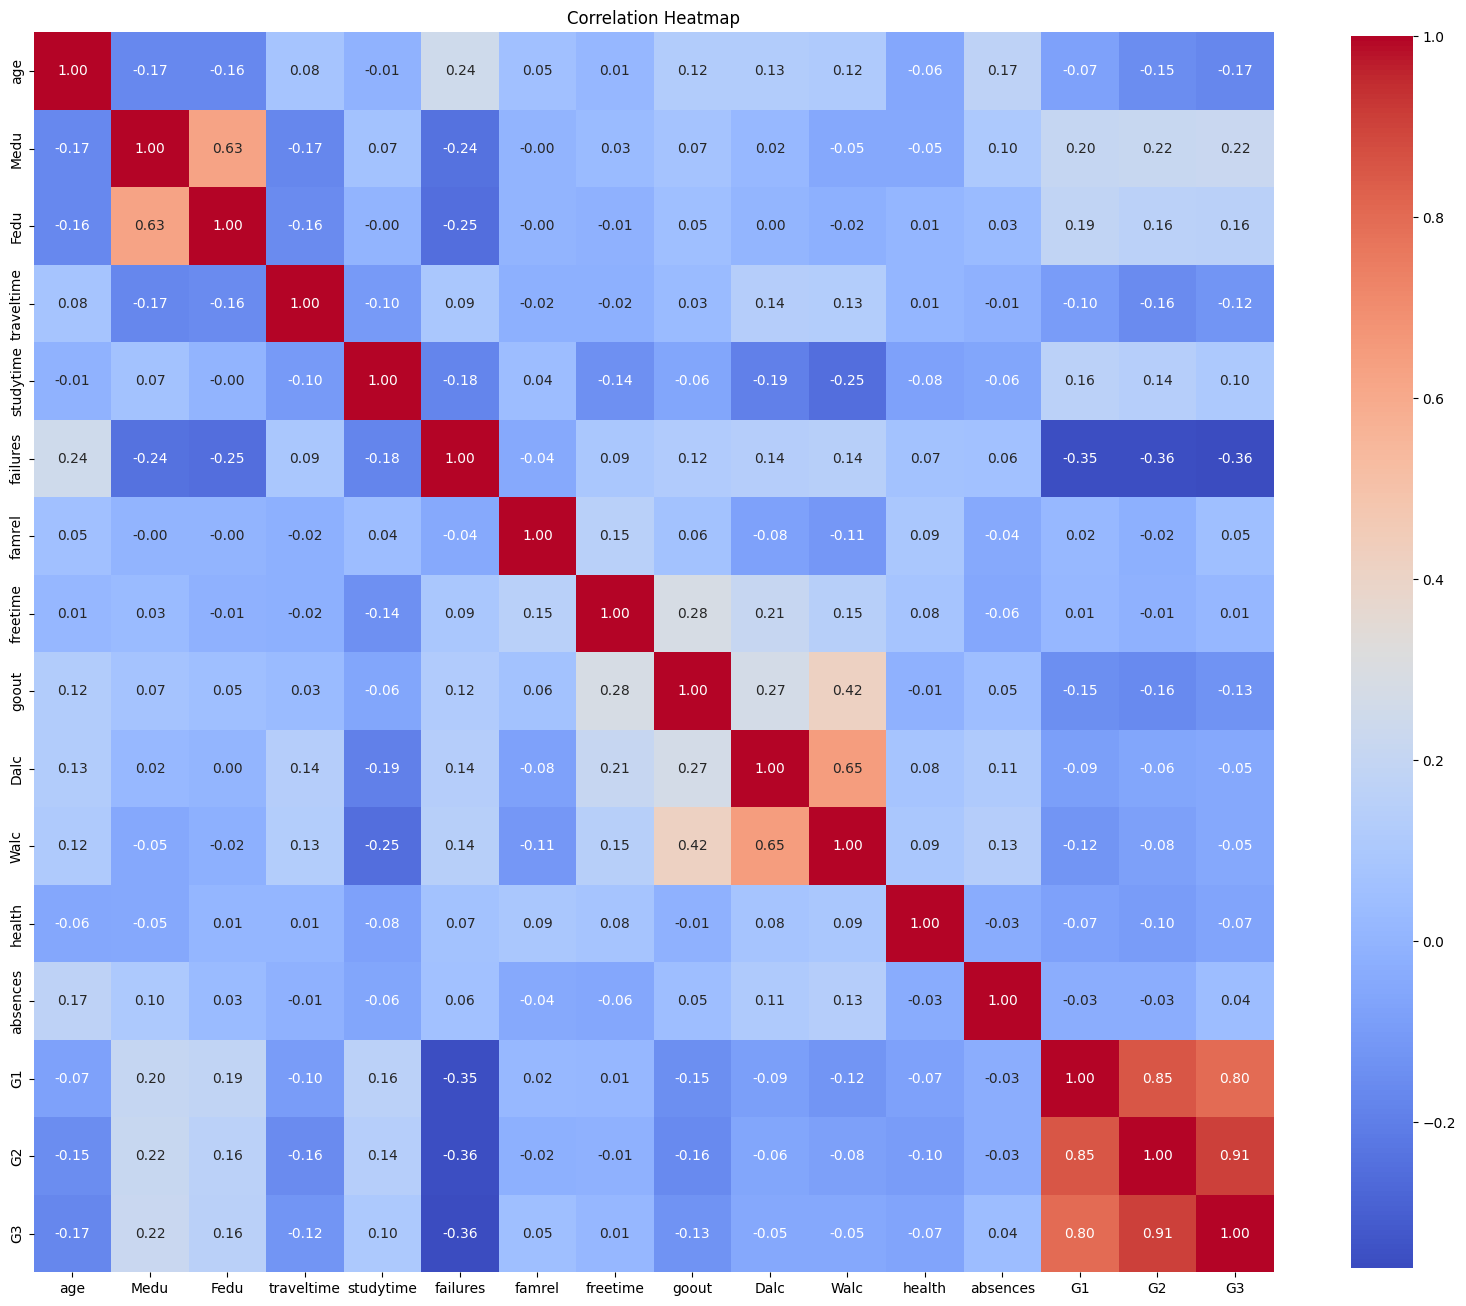 Correlation Heatmap
age 1.00 -0.17 -0.16 0.08 -0.01 0.24 0.05 0.01 0.12 0.13 0.12 -0.06 0.17 -0.07 -0.15 -0.17
Medu -0.17 1.00 0.63 -0.17 0.07 -0.24 -0.00 0.03 0.07 0.02 -0.05 -0.05 0.10 0.20 0.22 0.22
Fedu -0.16 0.63 1.00 -0.16 -0.00 -0.25 -0.00 -0.01 0.05 0.00 -0.02 0.01 0.03 0.19 0.16 0.16
traveltime 0.08 -0.17 -0.16 1.00 -0.10 0.09 -0.02 -0.02 0.03 0.14 0.13 0.01 -0.01 -0.10 -0.16 -0.12
studytime -0.01 0.07 -0.00 -0.10 1.00 -0.18 0.04 -0.14 -0.06 -0.19 -0.25 -0.08 -0.06 0.16 0.14 0.10
failures 0.24 -0.24 -0.25 0.09 -0.18 1.00 -0.04 0.09 0.12 0.14 0.14 0.07 0.06 -0.35 -0.36 -0.36
famrel 0.05 -0.00 -0.00 -0.02 0.04 -0.04 1.00 0.15 0.06 -0.08 -0.11 0.09 -0.04 0.02 -0.02 0.05
freetime 0.01 0.03 -0.01 -0.02 -0.14 0.09 0.15 1.00 0.28 0.21 0.15 0.08 -0.06 0.01 -0.01 0.01
goout 0.12 0.07 0.05 0.03 -0.06 0.12 0.06 0.28 1.00 0.27 0.42 -0.01 0.05 -0.15 -0.16 -0.13
Dalc 0.13 0.02 0.00 0.14 -0.19 0.14 -0.08 0.21 0.27 1.00 0.65 0.08 0.11 -0.09 -0.06 -0.05
Walc 0.12 -0.05 -0.02 0.13 -0.25 0.14 -0.11 0.15 0.42 0.65 1.00 0.09 0.13 -0.12 -0.08 -0.05
health -0.06 -0.05 0.01 0.01 -0.08 0.07 0.09 0.08 -0.01 0.08 0.09 1.00 -0.03 -0.07 -0.10 -0.07
absences 0.17 0.10 0.03 -0.01 -0.06 0.06 -0.04 -0.06 0.05 0.11 0.13 -0.03 1.00 -0.03 -0.03 0.04
G1 -0.07 0.20 0.19 -0.10 0.16 -0.35 0.02 0.01 -0.15 -0.09 -0.12 -0.07 -0.03 1.00 0.85 0.80
G2 -0.15 0.22 0.16 -0.16 0.14 -0.36 -0.02 -0.01 -0.16 -0.06 -0.08 -0.10 -0.03 0.85 1.00 0.91
G3 -0.17 0.22 0.16 -0.12 0.10 -0.36 0.05 0.01 -0.13 -0.05 -0.05 -0.07 0.04 0.80 0.91 1.00
age Medu Fedu traveltime studytime failures famrel freetime goout Dalc Walc health absences G1 G2 G3
1.0
0.8
0.6
0.4
0.2
0.0
−0.2